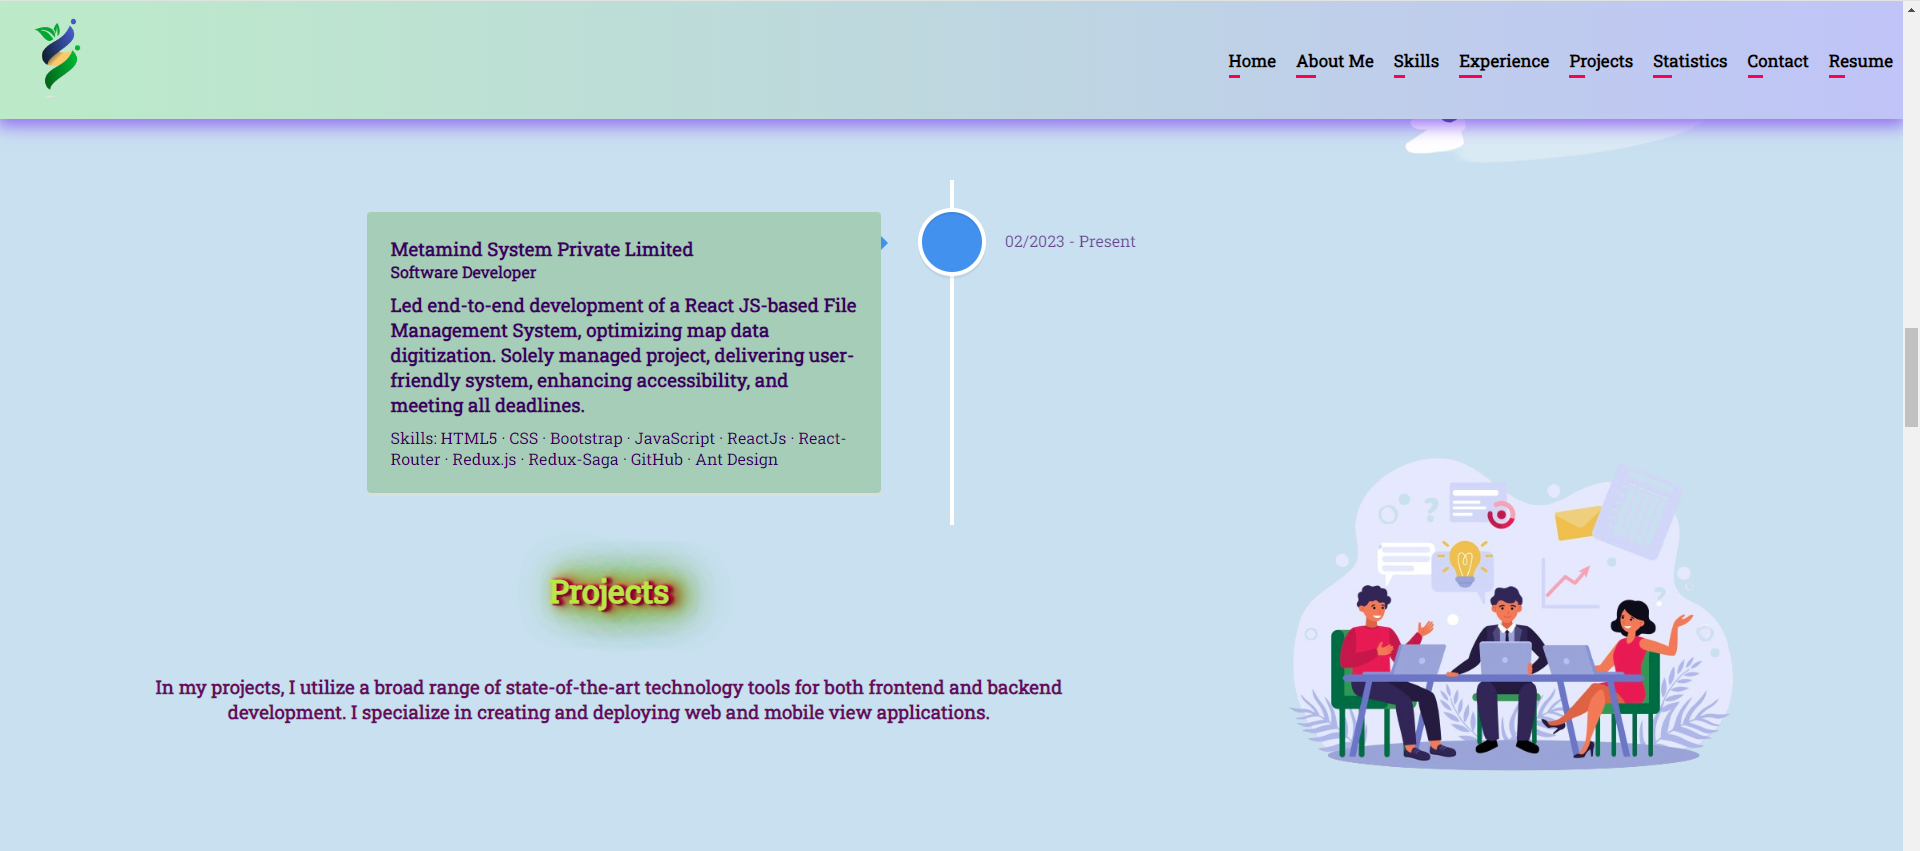 Home About Me Skills Experience Projects Statistics Contact Resume
Metamind System Private Limited
Software Developer
02/2023 - Present
Led end-to-end development of a React JS-based File
Management System, optimizing map data
digitization. Solely managed project, delivering user-
friendly system, enhancing accessibility, and
meeting all deadlines.
Skills: HTML5 · CSS · Bootstrap · JavaScript · ReactJs · React-
Router · Redux.js · Redux-Saga · GitHub · Ant Design
Projects
In my projects, I utilize a broad range of state-of-the-art technology tools for both frontend and backend
development. I specialize in creating and deploying web and mobile view applications.